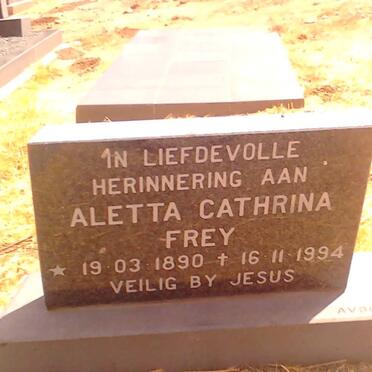 IN LIEFDEVOLLE
HERINNERING AAN
ALETTA CATHRINA
FREY
★ 19·03·1890 ✝ 16·11·1994
VEILIG BY JESUS